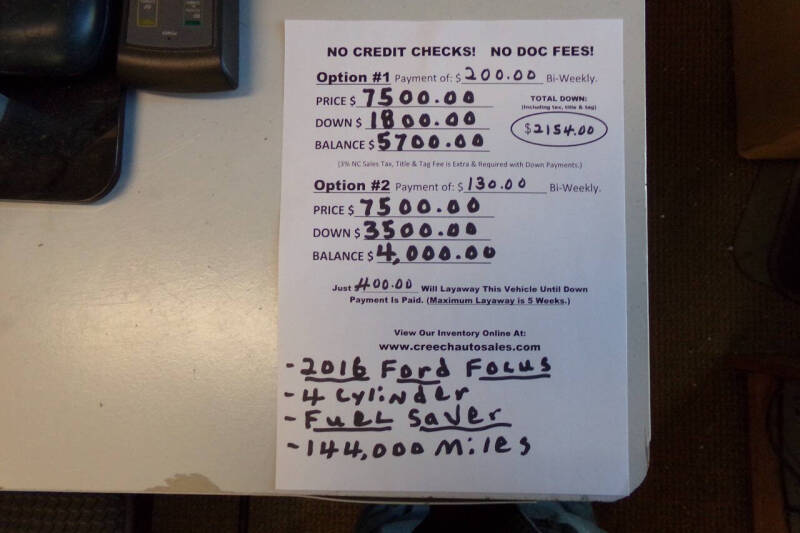 NO CREDIT CHECKS! NO DOC FEES!
Option #1 Payment of: $ 200.00 Bi-Weekly.
PRICE $ 7500.00
DOWN $ 1800.00
BALANCE $ 5700.00
TOTAL DOWN:
(Including tax, title & tag)
$2154.00
(3% NC Sales Tax, Title & Tag Fee is Extra & Required with Down Payments.)
Option #2 Payment of: $ 130.00 Bi-Weekly.
PRICE $ 7500.00
DOWN $ 3500.00
BALANCE $ 4,000.00
Just $400.00 Will Layaway This Vehicle Until Down
Payment Is Paid. (Maximum Layaway is 5 Weeks.)
View Our Inventory Online At:
www.creechautosales.com
- 2016 Ford Focus
- 4 Cylinder
- Fuel Saver
- 144,000 Miles